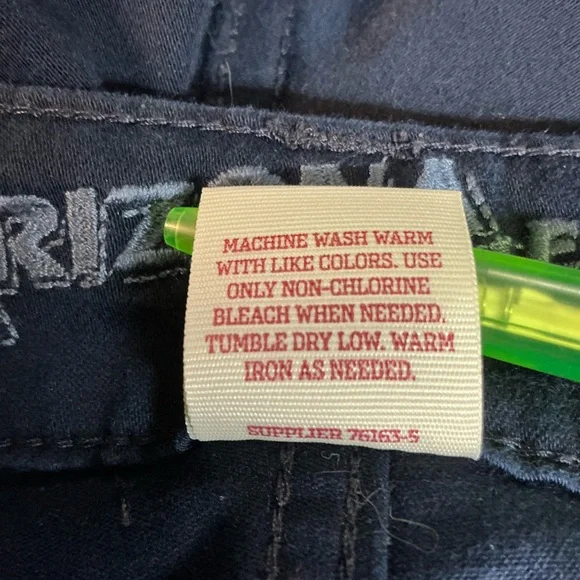 RIZONA
MACHINE WASH WARM
WITH LIKE COLORS. USE
ONLY NON-CHLORINE
BLEACH WHEN NEEDED.
TUMBLE DRY LOW. WARM
IRON AS NEEDED.
SUPPLIER 76163-5